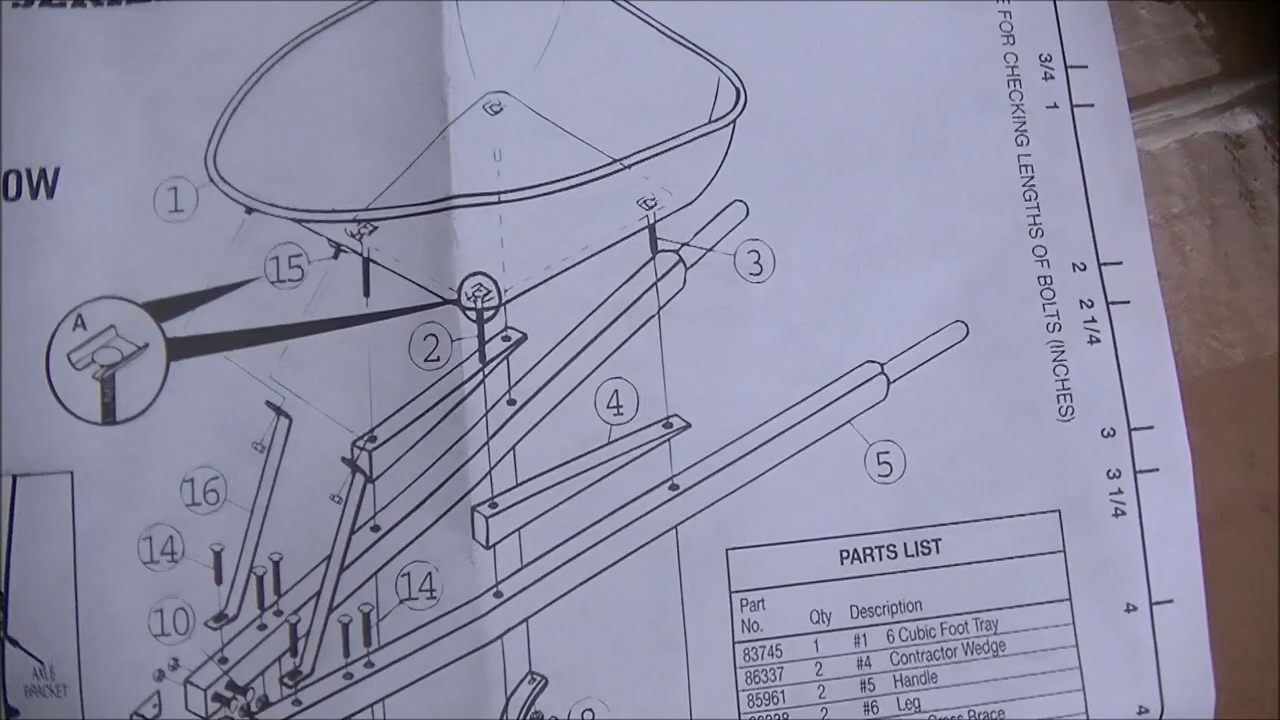 OW
1
15
A
2
3
4
5
16
14
10
14
AXLE
BRACKET
PARTS LIST
Part
No.
Qty
Description
83745 1 #1 6 Cubic Foot Tray
86337 2 #4 Contractor Wedge
85961 2 #5 Handle
2 #6 Leg
Brace
FOR CHECKING LENGTHS OF BOLTS (INCHES)
3/4
1
2
2 1/4
3
3 1/4
4
4